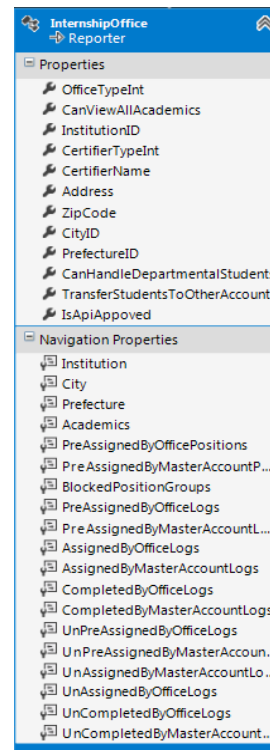 InternshipOffice
Reporter
Properties
OfficeTypeInt
CanViewAllAcademics
InstitutionID
CertifierTypeInt
CertifierName
Address
ZipCode
CityID
PrefectureID
CanHandleDepartmentalStudents
TransferStudentsToOtherAccount
IsApiAppoved
Navigation Properties
Institution
City
Prefecture
Academics
PreAssignedByOfficePositions
PreAssignedByMasterAccountP...
BlockedPositionGroups
PreAssignedByOfficeLogs
PreAssignedByMasterAccountL...
AssignedByOfficeLogs
AssignedByMasterAccountLogs
CompletedByOfficeLogs
CompletedByMasterAccountLogs
UnPreAssignedByOfficeLogs
UnPreAssignedByMasterAccoun...
UnAssignedByMasterAccountLo...
UnAssignedByOfficeLogs
UnCompletedByOfficeLogs
UnCompletedByMasterAccount...